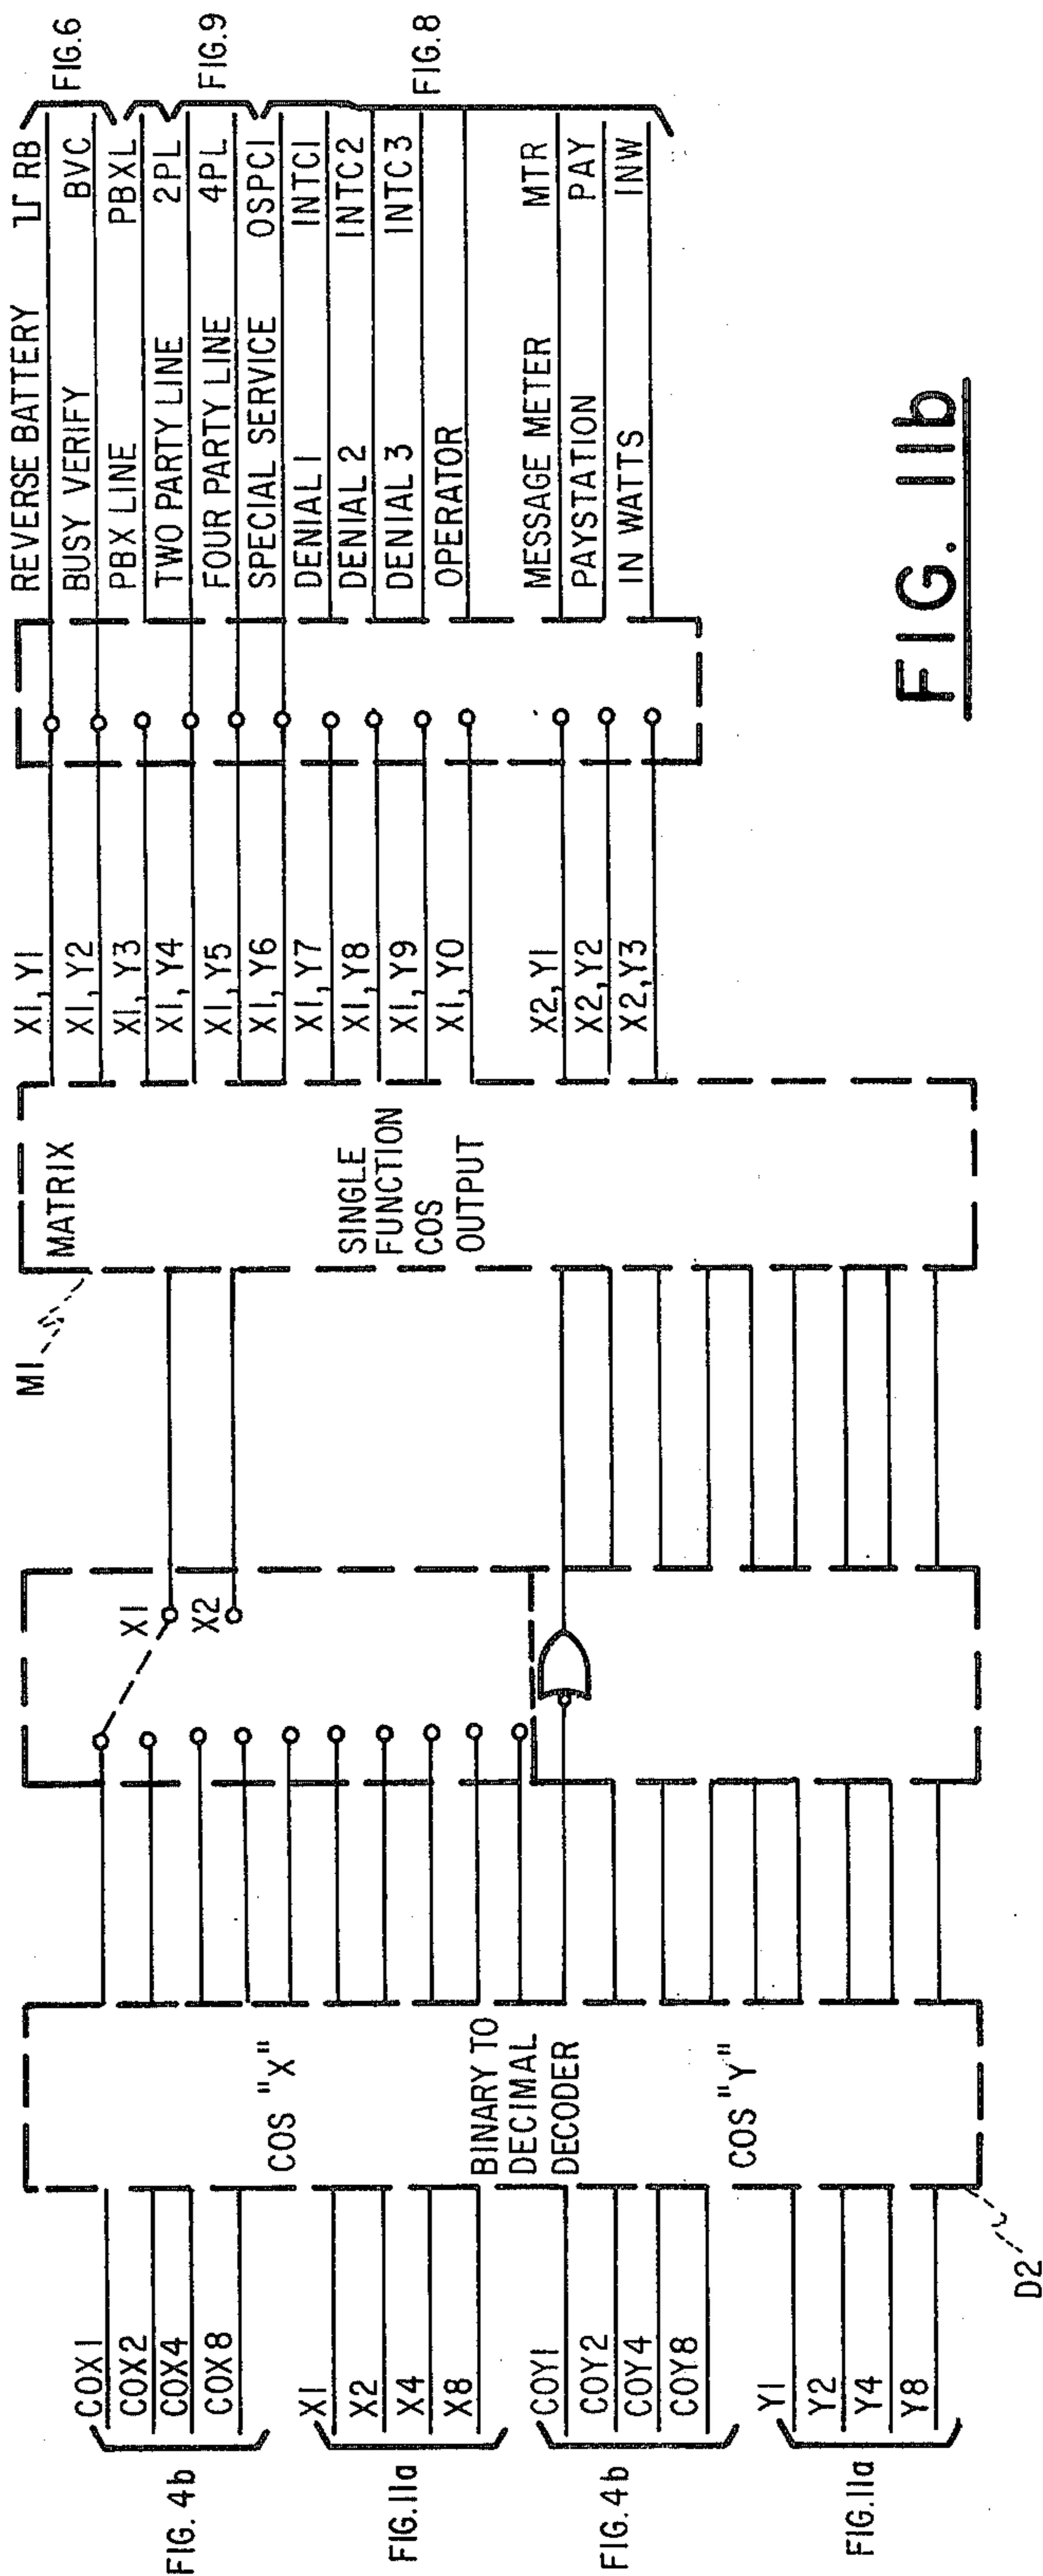 FIG. 4b
COX1
COX2
COX4
COX8
FIG.11a
X1
X2
X4
X8
FIG. 4b
COY1
COY2
COY4
COY8
FIG.11a
Y1
Y2
Y4
Y8
COS "X"
BINARY TO
DECIMAL
DECODER
COS "Y"
D2
X1
X2
M1
MATRIX
SINGLE
FUNCTION
COS
OUTPUT
X1, Y1
X1, Y2
X1, Y3
X1, Y4
X1, Y5
X1, Y6
X1, Y7
X1, Y8
X1, Y9
X1, Y0
X2, Y1
X2, Y2
X2, Y3
REVERSE BATTERY RB
BUSY VERIFY BVC
PBX LINE PBXL
TWO PARTY LINE 2PL
FOUR PARTY LINE 4PL
SPECIAL SERVICE OSPC1
DENIAL 1 INTC1
DENIAL 2 INTC2
DENIAL 3 INTC3
OPERATOR
MESSAGE METER MTR
PAYSTATION PAY
IN WATTS INW
FIG.6
FIG.9
FIG.8
FIG. 11b